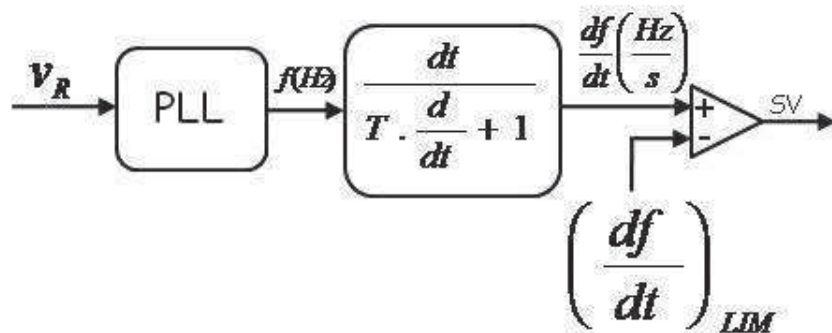 v_R
PLL
f(Hz)
dt / (T . d/dt + 1)
df/dt (Hz/s)
+
-
SV
(df/dt)_LIM